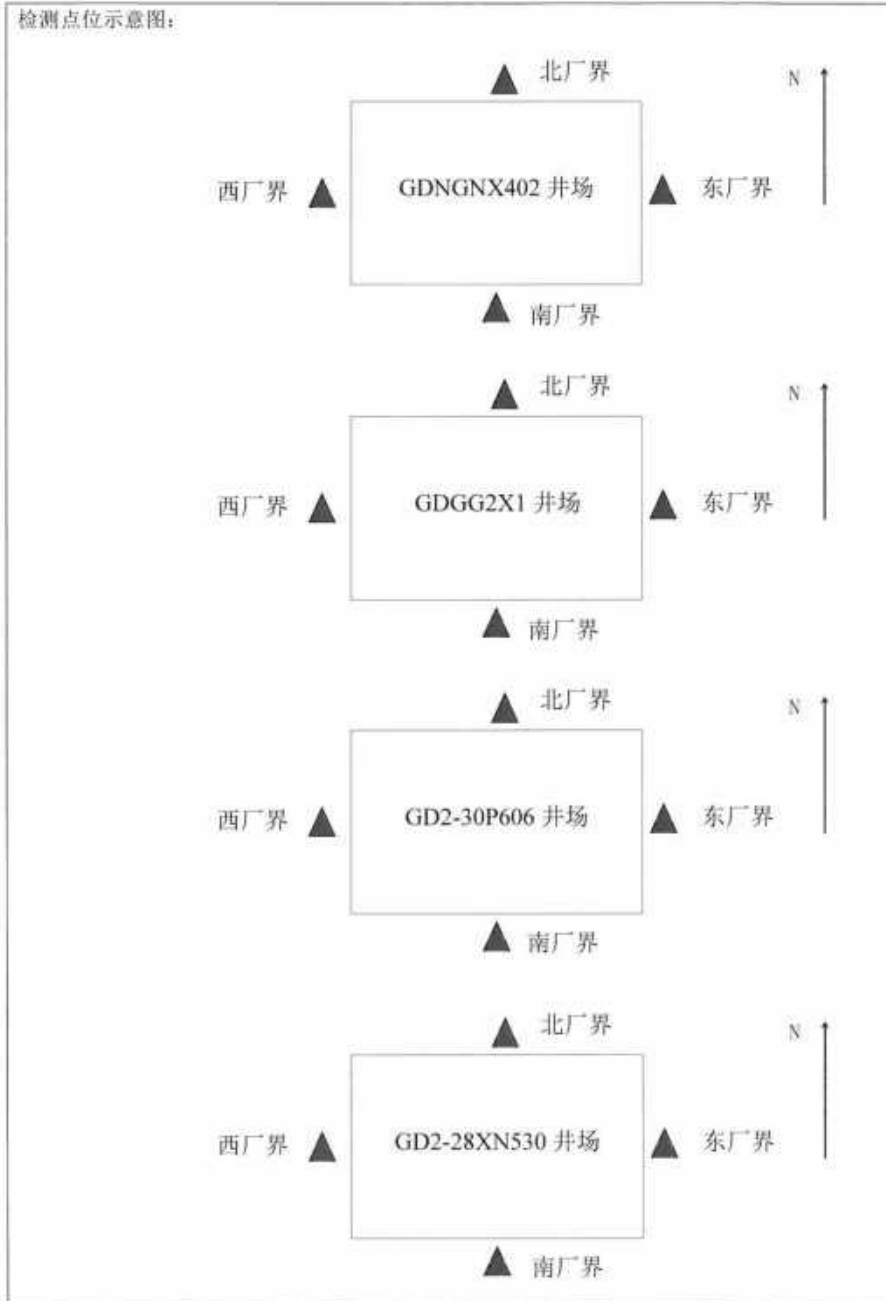 检测点位示意图：
北厂界
N
西厂界
GDNGNX402 井场
东厂界
南厂界
北厂界
N
西厂界
GDGG2X1 井场
东厂界
南厂界
北厂界
N
西厂界
GD2-30P606 井场
东厂界
南厂界
北厂界
N
西厂界
GD2-28XN530 井场
东厂界
南厂界